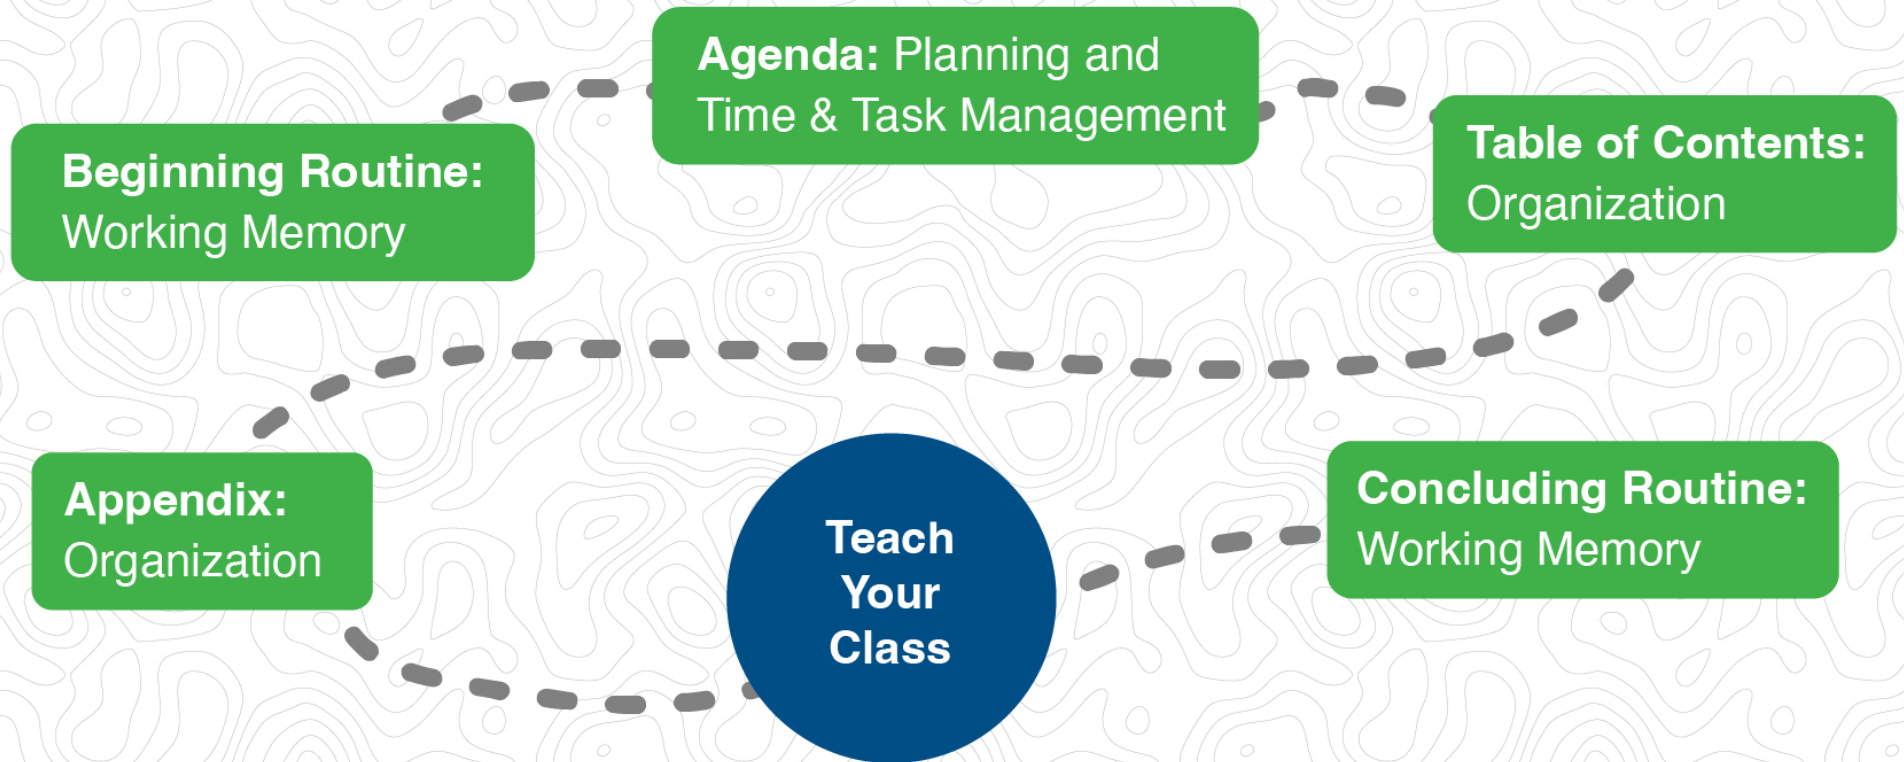 Beginning Routine:
Working Memory
Agenda: Planning and
Time & Task Management
Table of Contents:
Organization
Appendix:
Organization
Teach
Your
Class
Concluding Routine:
Working Memory